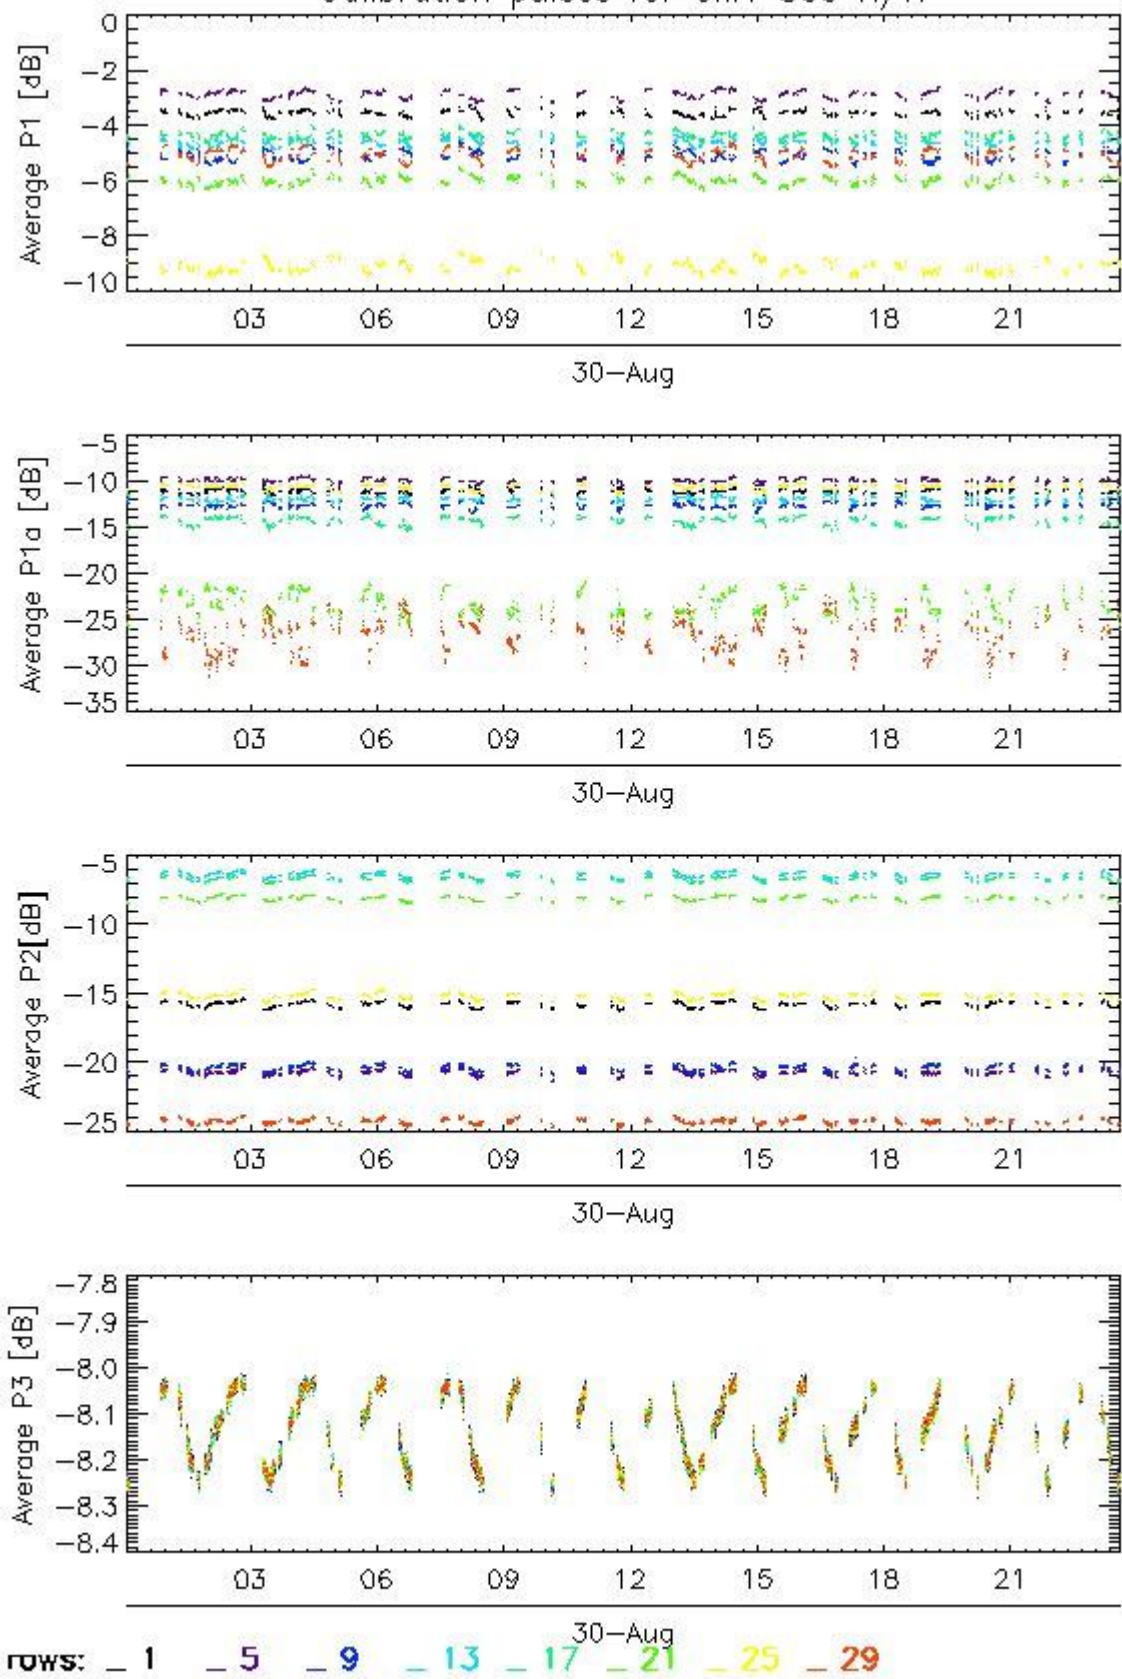 0
-2
-4
-6
-8
-10
Average P1 [dB]
03 06 09 12 15 18 21
30-Aug
-5
-10
-15
-20
-25
-30
-35
Average P1a [dB]
03 06 09 12 15 18 21
30-Aug
-5
-10
-15
-20
-25
Average P2[dB]
03 06 09 12 15 18 21
30-Aug
-7.8
-7.9
-8.0
-8.1
-8.2
-8.3
-8.4
Average P3 [dB]
03 06 09 12 15 18 21
30-Aug
rows: _ 1 _ 5 _ 9 _ 13 _ 17 _ 21 _ 25 _ 29